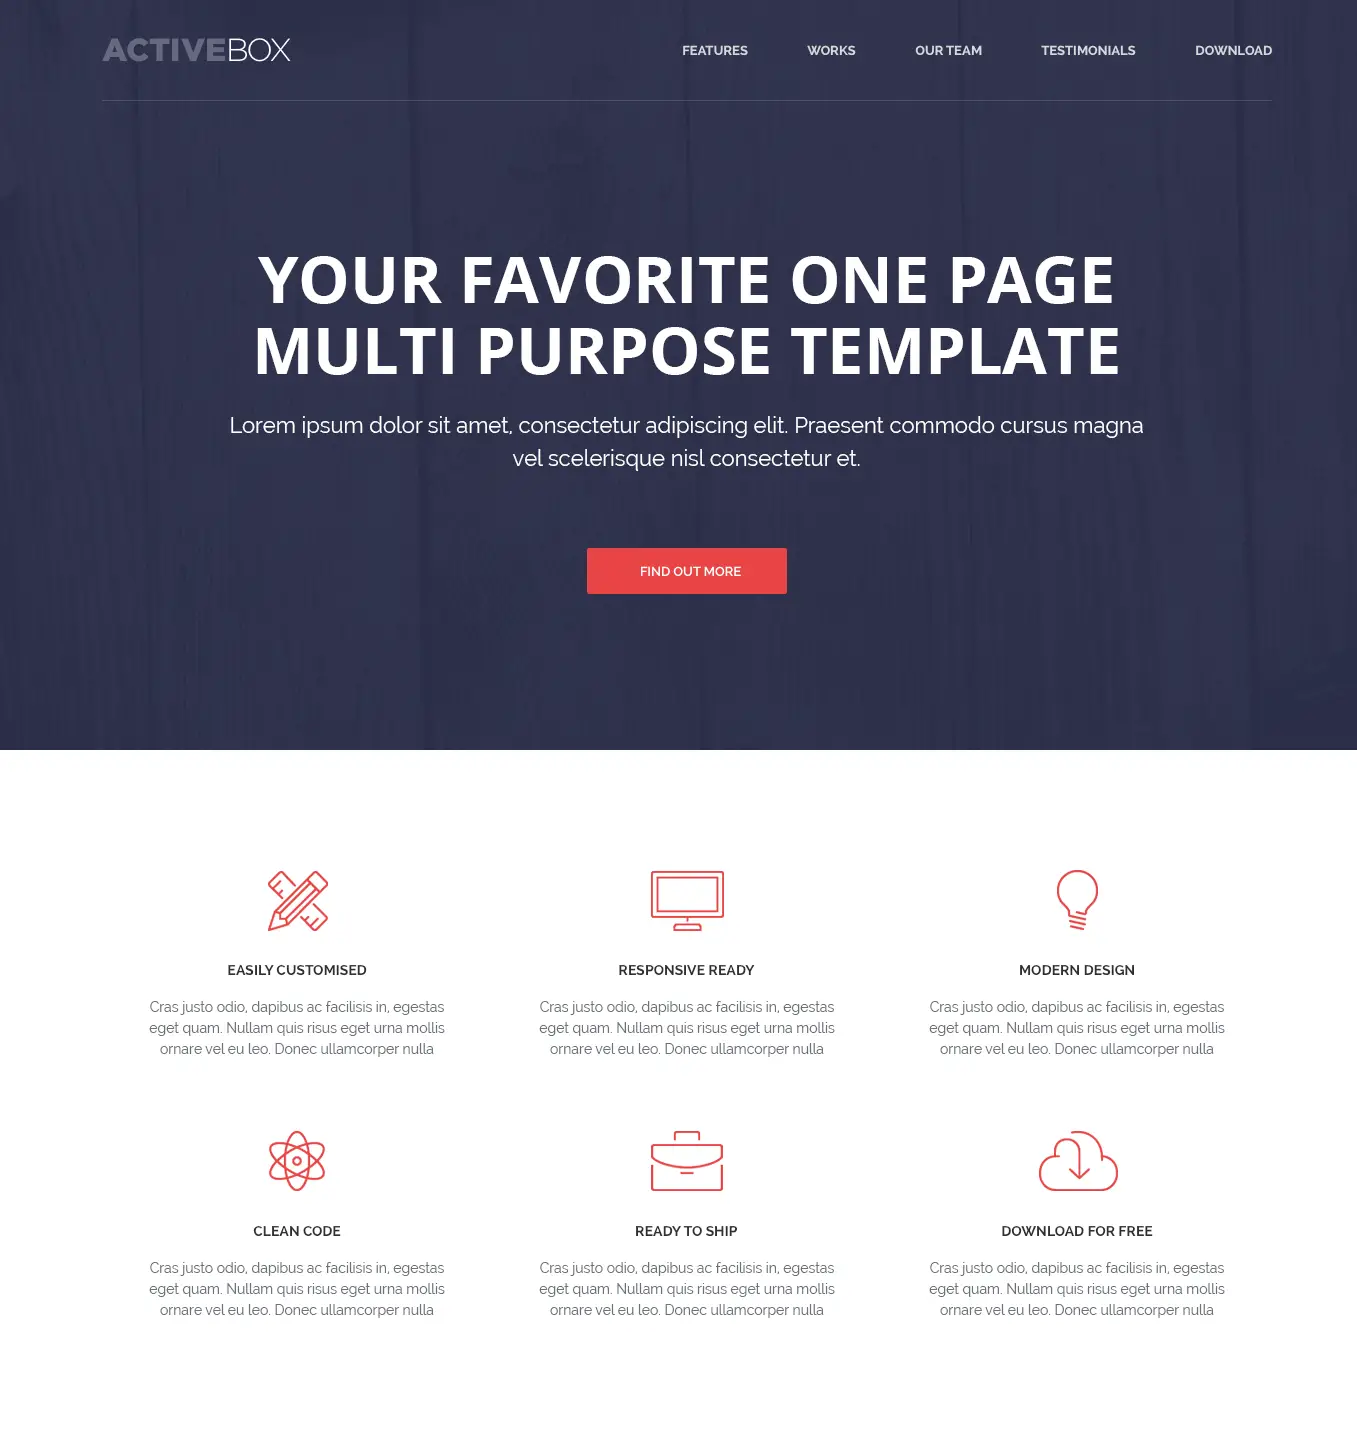 ACTIVEBOX
FEATURES WORKS OUR TEAM TESTIMONIALS DOWNLOAD
YOUR FAVORITE ONE PAGE
MULTI PURPOSE TEMPLATE
Lorem ipsum dolor sit amet, consectetur adipiscing elit. Praesent commodo cursus magna
vel scelerisque nisl consectetur et.
FIND OUT MORE
EASILY CUSTOMISED
Cras justo odio, dapibus ac facilisis in, egestas
eget quam. Nullam quis risus eget urna mollis
ornare vel eu leo. Donec ullamcorper nulla
RESPONSIVE READY
Cras justo odio, dapibus ac facilisis in, egestas
eget quam. Nullam quis risus eget urna mollis
ornare vel eu leo. Donec ullamcorper nulla
MODERN DESIGN
Cras justo odio, dapibus ac facilisis in, egestas
eget quam. Nullam quis risus eget urna mollis
ornare vel eu leo. Donec ullamcorper nulla
CLEAN CODE
Cras justo odio, dapibus ac facilisis in, egestas
eget quam. Nullam quis risus eget urna mollis
ornare vel eu leo. Donec ullamcorper nulla
READY TO SHIP
Cras justo odio, dapibus ac facilisis in, egestas
eget quam. Nullam quis risus eget urna mollis
ornare vel eu leo. Donec ullamcorper nulla
DOWNLOAD FOR FREE
Cras justo odio, dapibus ac facilisis in, egestas
eget quam. Nullam quis risus eget urna mollis
ornare vel eu leo. Donec ullamcorper nulla